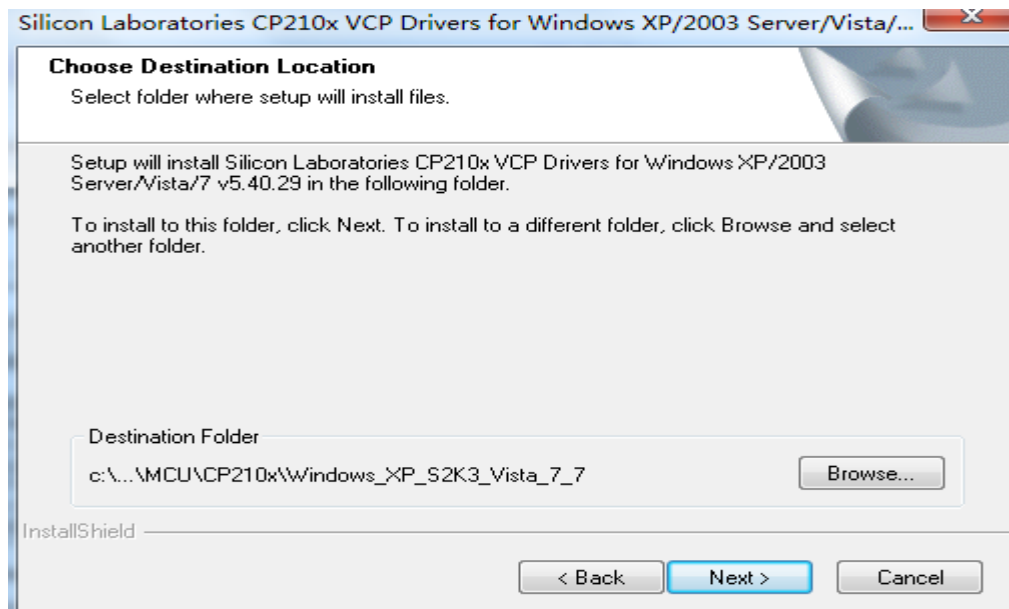 Silicon Laboratories CP210x VCP Drivers for Windows XP/2003 Server/Vista/...
Choose Destination Location
Select folder where setup will install files.
Setup will install Silicon Laboratories CP210x VCP Drivers for Windows XP/2003
Server/Vista/7 v5.40.29 in the following folder.
To install to this folder, click Next. To install to a different folder, click Browse and select
another folder.
Destination Folder
c:\...\MCU\CP210x\Windows_XP_S2K3_Vista_7_7
Browse...
InstallShield
< Back
Next >
Cancel